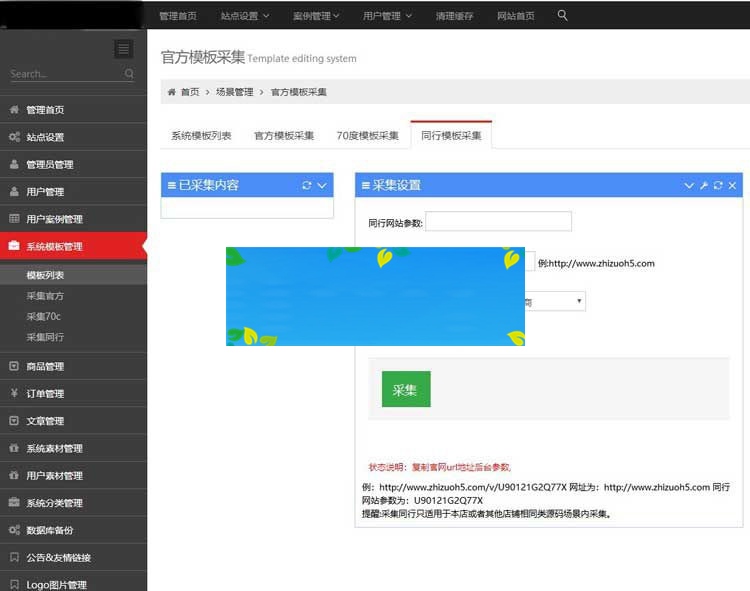 管理首页 站点设置 案例管理 用户管理 清理缓存 网站首页
Search...
管理首页
站点设置
管理员管理
用户管理
用户案例管理
系统模板管理
模板列表
采集官方
采集70c
采集同行
商品管理
订单管理
文章管理
系统素材管理
用户素材管理
系统分类管理
数据库备份
公告&友情链接
Logo图片管理
官方模板采集 Template editing system
首页 > 场景管理 > 官方模板采集
系统模板列表 官方模板采集 70度模板采集 同行模板采集
已采集内容
采集设置
同行网站参数:
例:http://www.zhizuoh5.com
商
采集
状态说明：复制官网url地址后台参数,
例：http://www.zhizuoh5.com/v/U90121G2Q77X 网址为：http://www.zhizuoh5.com 同行
网站参数为：U90121G2Q77X
提醒:采集同行只适用于本店或者其他店铺相同类源码场景内采集。